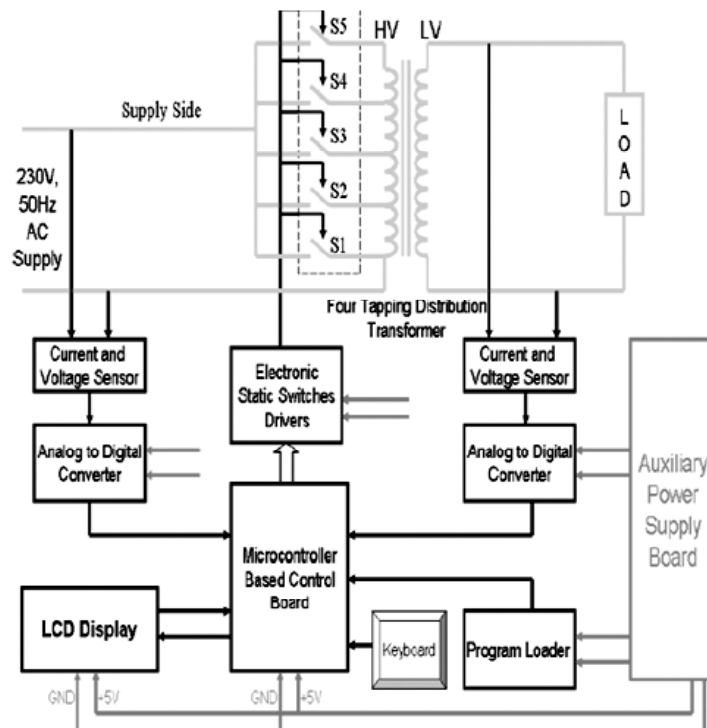 S5
HV
LV
S4
Supply Side
S3
L
O
A
D
230V,
50Hz
AC
Supply
S2
S1
Four Tapping Distribution
Transformer
Current and
Voltage Sensor
Electronic
Static Switches
Drivers
Current and
Voltage Sensor
Analog to Digital
Converter
Analog to Digital
Converter
Auxiliary
Power
Supply
Board
Microcontroller
Based Control
Board
LCD Display
Keyboard
Program Loader
GND
+5V
GND
+5V